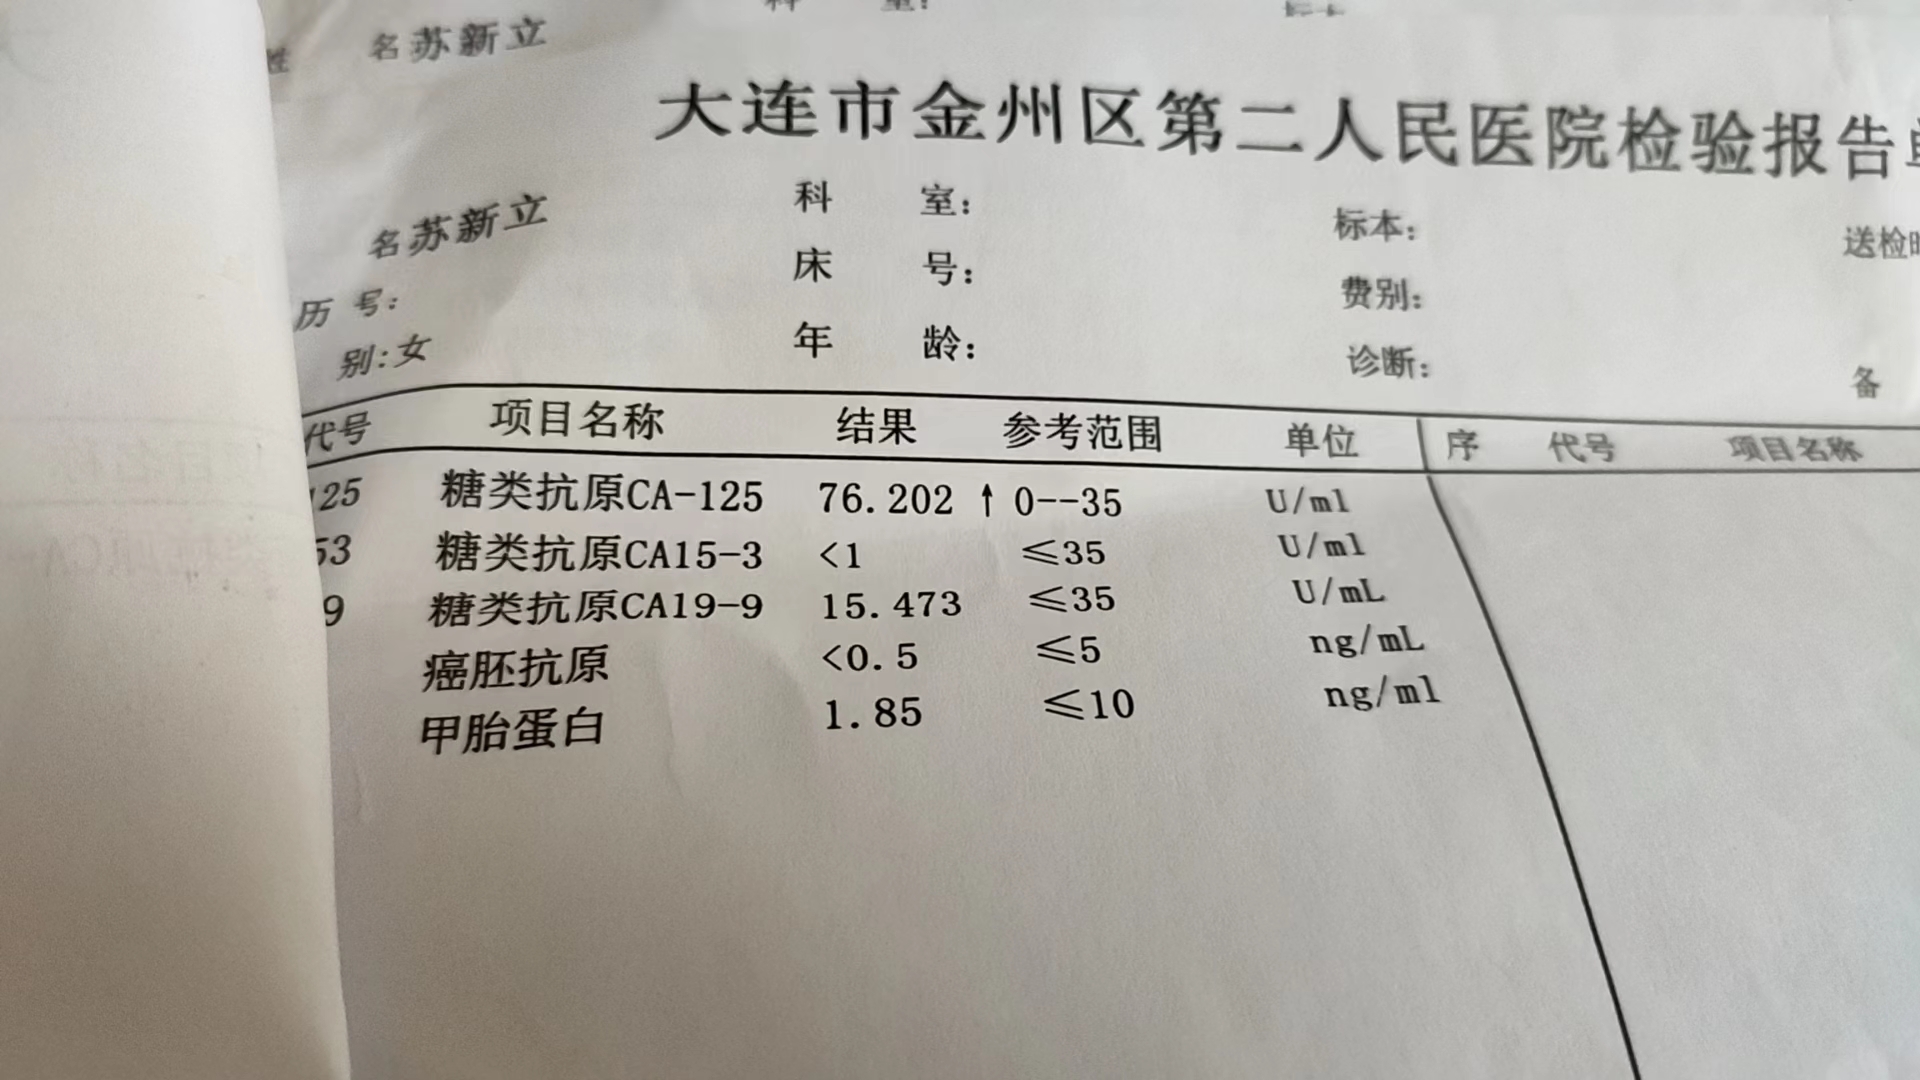 姓 名苏新立
大连市金州区第二人民医院检验报告
名苏新立 科 室： 标本： 送检
历 号： 床 号： 费别：
别：女 年 龄： 诊断： 备
代号 项目名称 结果 参考范围 单位 序 代号 项目名称
25 糖类抗原CA-125 76.202 ↑ 0--35 U/ml
53 糖类抗原CA15-3 <1 ≤35 U/ml
9 糖类抗原CA19-9 15.473 ≤35 U/mL
癌胚抗原 <0.5 ≤5 ng/mL
甲胎蛋白 1.85 ≤10 ng/ml